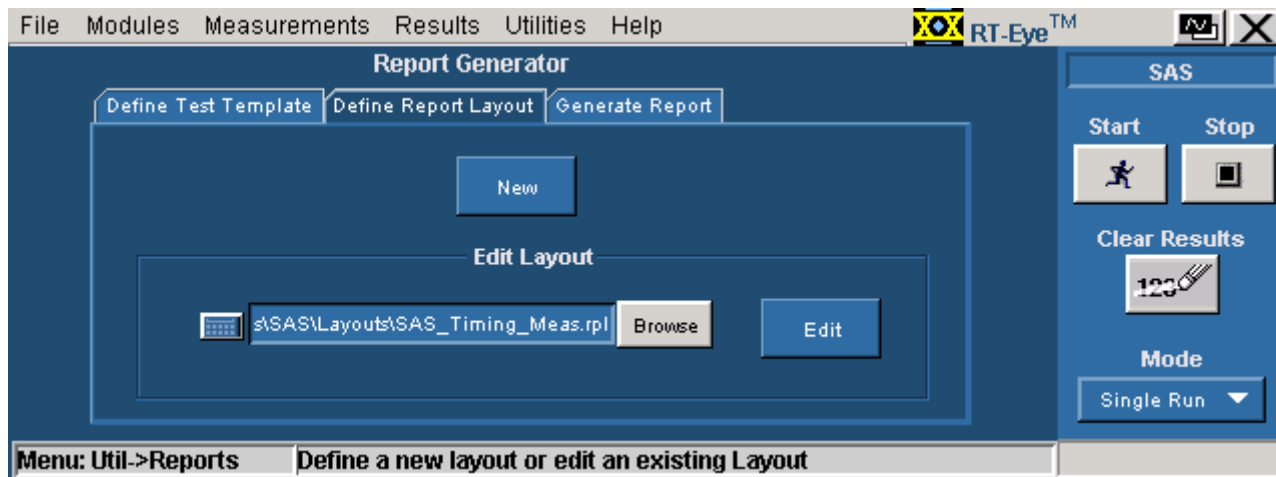 File Modules Measurements Results Utilities Help RT-Eye™
Report Generator
SAS
Define Test Template Define Report Layout Generate Report
Start Stop
New
Clear Results
123
Edit Layout
s\SAS\Layouts\SAS_Timing_Meas.rpl Browse Edit
Mode
Single Run
Menu: Util->Reports Define a new layout or edit an existing Layout